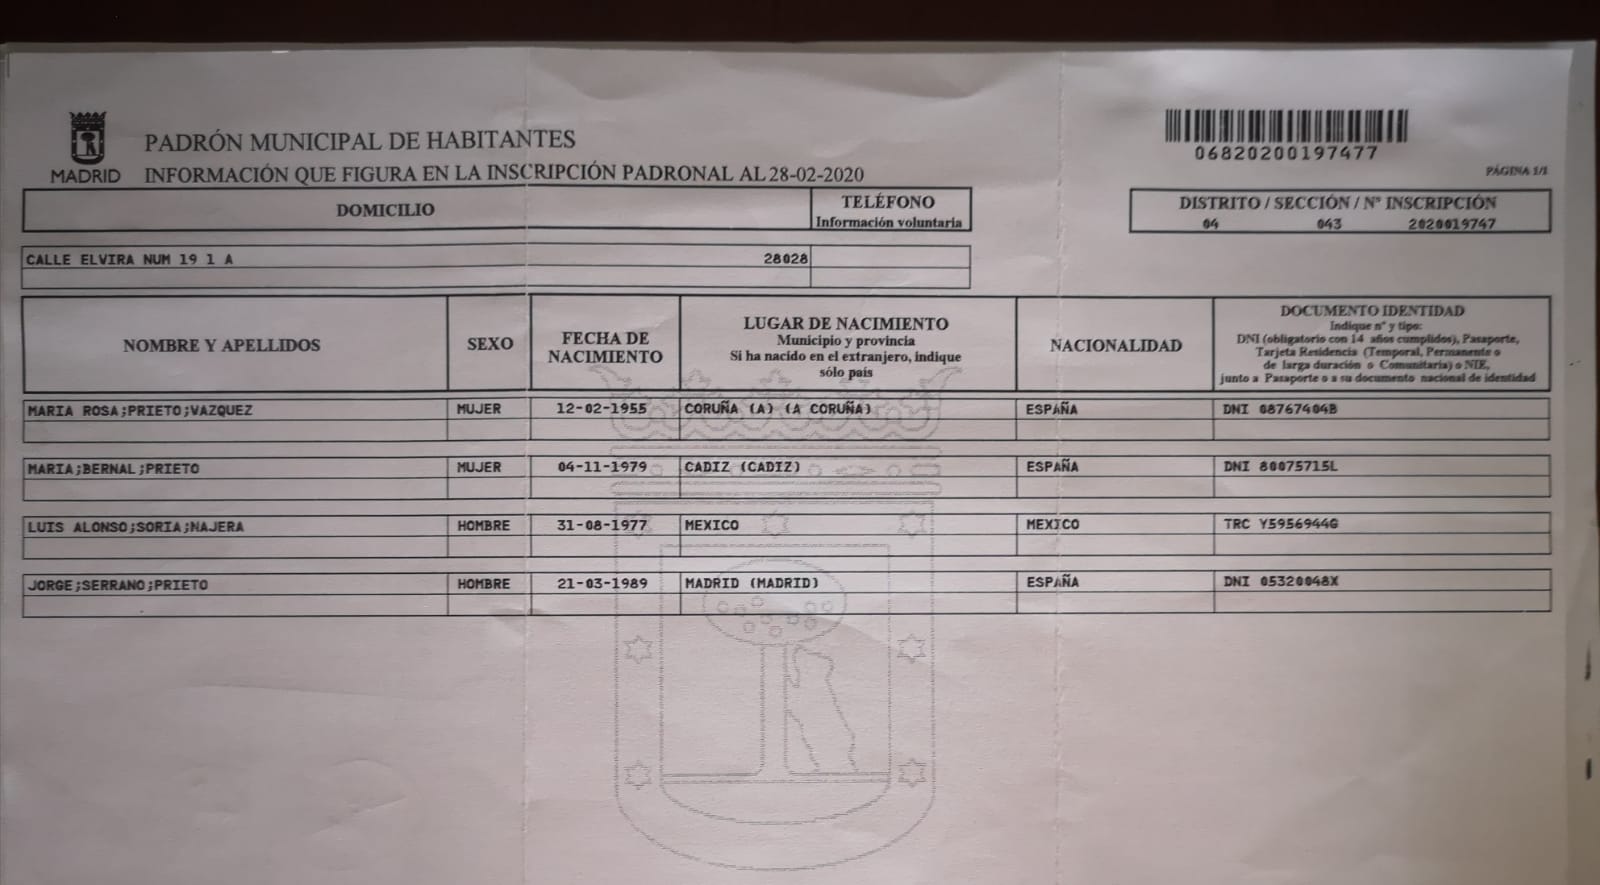 PADRÓN MUNICIPAL DE HABITANTES
MADRID INFORMACIÓN QUE FIGURA EN LA INSCRIPCIÓN PADRONAL AL 28-02-2020
06820200197477
PÁGINA 1/1
DOMICILIO
TELÉFONO
Información voluntaria
DISTRITO / SECCIÓN / Nº INSCRIPCIÓN
04 043 2020019747
CALLE ELVIRA NUM 19 1 A 28028
NOMBRE Y APELLIDOS
SEXO
FECHA DE
NACIMIENTO
LUGAR DE NACIMIENTO
Municipio y provincia
Si ha nacido en el extranjero, indique
sólo país
NACIONALIDAD
DOCUMENTO IDENTIDAD
Indique nº y tipo:
DNI (obligatorio con 14 años cumplidos), Pasaporte,
Tarjeta Residencia (Temporal, Permanente o
de larga duración o Comunitaria) o NIE,
junto a Pasaporte o a su documento nacional de identidad
MARIA ROSA;PRIETO;VAZQUEZ MUJER 12-02-1955 CORUÑA (A) (A CORUÑA) ESPAÑA DNI 08767404B
MARIA;BERNAL;PRIETO MUJER 04-11-1979 CADIZ (CADIZ) ESPAÑA DNI 80075715L
LUIS ALONSO;SORIA;NAJERA HOMBRE 31-08-1977 MEXICO MEXICO TRC Y5956944G
JORGE;SERRANO;PRIETO HOMBRE 21-03-1989 MADRID (MADRID) ESPAÑA DNI 05320048X